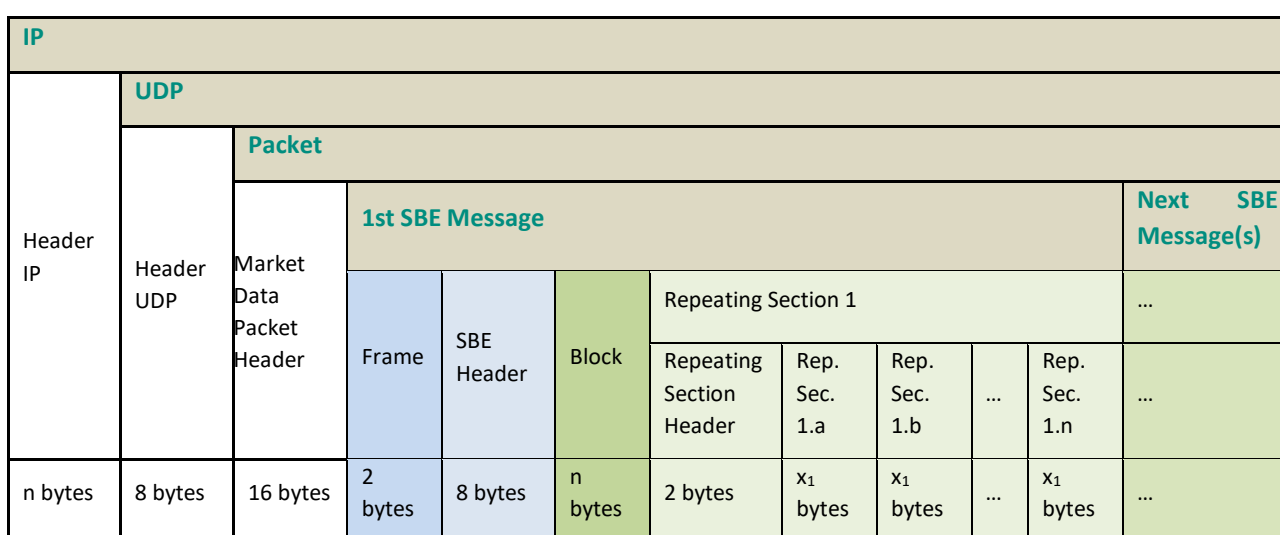 IP
UDP
Packet
1st SBE Message
Next SBE
Message(s)
Header
IP
Header
UDP
Market
Data
Packet
Header
Frame
SBE
Header
Block
Repeating Section 1
...
Repeating
Section
Header
Rep.
Sec.
1.a
Rep.
Sec.
1.b
...
Rep.
Sec.
1.n
...
n bytes
8 bytes
16 bytes
2
bytes
8 bytes
n
bytes
2 bytes
x₁
bytes
x₁
bytes
...
x₁
bytes
...